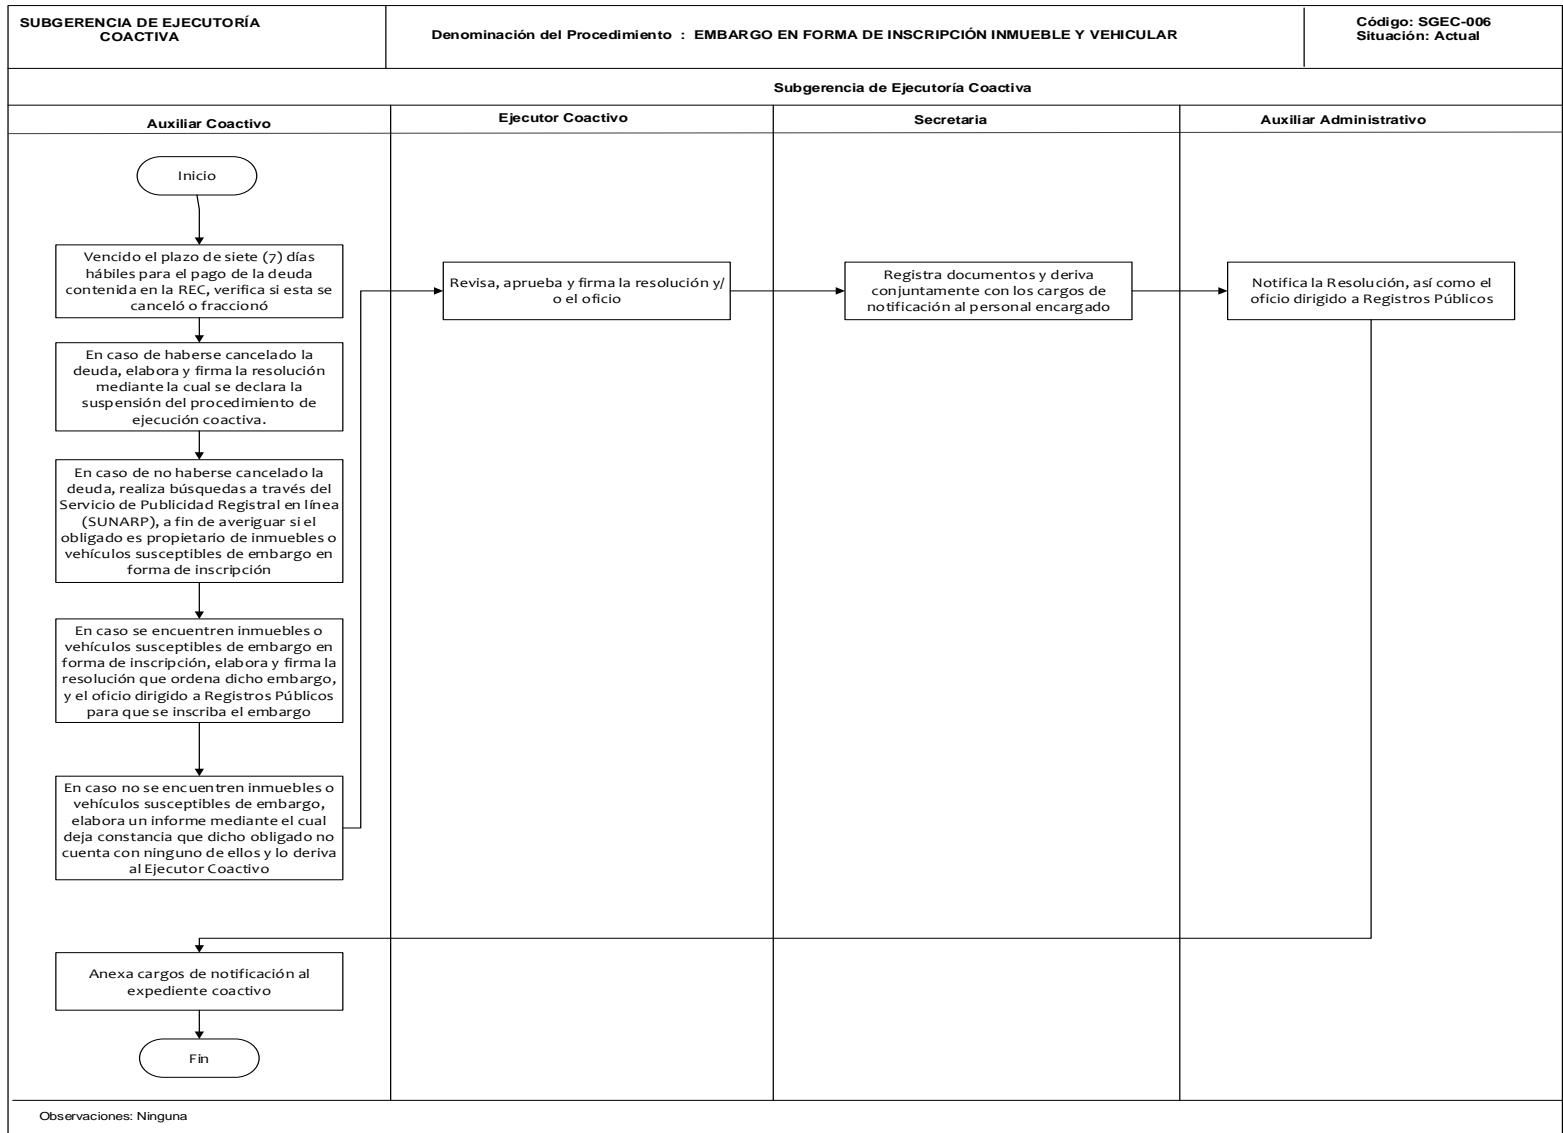 SUBGERENCIA DE EJECUTORÍA
COACTIVA
Denominación del Procedimiento : EMBARGO EN FORMA DE INSCRIPCIÓN INMUEBLE Y VEHICULAR
Código: SGEC-006
Situación: Actual
Subgerencia de Ejecutoría Coactiva
Auxiliar Coactivo
Ejecutor Coactivo
Secretaria
Auxiliar Administrativo
Inicio
Vencido el plazo de siete (7) días
hábiles para el pago de la deuda
contenida en la REC, verifica si esta se
canceló o fraccionó
En caso de haberse cancelado la
deuda, elabora y firma la resolución
mediante la cual se declara la
suspensión del procedimiento de
ejecución coactiva.
En caso de no haberse cancelado la
deuda, realiza búsquedas a través del
Servicio de Publicidad Registral en línea
(SUNARP), a fin de averiguar si el
obligado es propietario de inmuebles o
vehículos susceptibles de embargo en
forma de inscripción
En caso se encuentren inmuebles o
vehículos susceptibles de embargo en
forma de inscripción, elabora y firma la
resolución que ordena dicho embargo,
y el oficio dirigido a Registros Públicos
para que se inscriba el embargo
En caso no se encuentren inmuebles o
vehículos susceptibles de embargo,
elabora un informe mediante el cual
deja constancia que dicho obligado no
cuenta con ninguno de ellos y lo deriva
al Ejecutor Coactivo
Revisa, aprueba y firma la resolución y/
o el oficio
Registra documentos y deriva
conjuntamente con los cargos de
notificación al personal encargado
Notifica la Resolución, así como el
oficio dirigido a Registros Públicos
Anexa cargos de notificación al
expediente coactivo
Fin
Observaciones: Ninguna